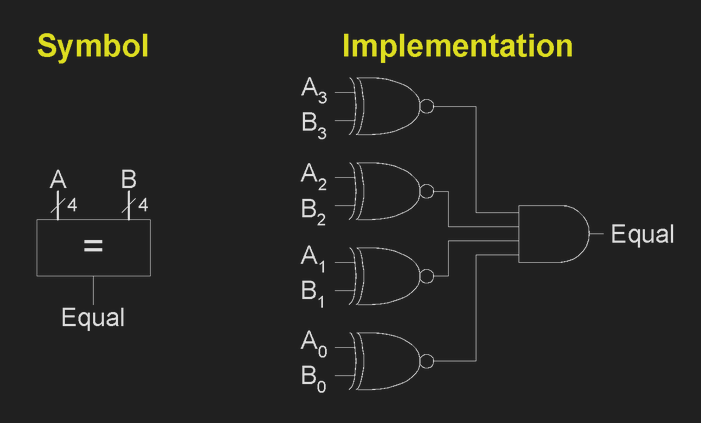 Symbol
Implementation
A B
4 4
=
Equal
A3
B3
A2
B2
A1
B1
A0
B0
Equal